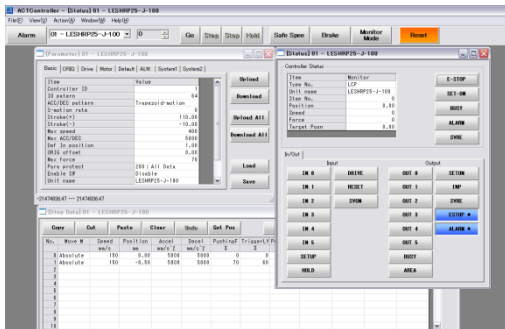 ACTController - [Status] 01 - LESHRP25-J-100
File(F) View(V) Action(A) Window(W) Help(H)
Alarm 01 - LESHRP25-J-100 0 Go Step Stop Hold Safe Spee Brake Monitor Mode Reset
[Parameter] 01 - LESHRP25-J-100
Basic ORIG Drive Motor Default ALM System1 System2
Item Value
Controller ID 1
IO patern 64
ACC/DEC pattern Trapezoid-motion
S-motion rate 0
Stroke(+) 110.00
Stroke(-) -10.00
Max speed 400
Max ACC/DEC 5000
Def In position 1.00
ORIG offset 0.00
Max force 70
Para protect 200 : All Data
Enable SW Disable
Unit name LESHRP25-J-100
Upload
Download
Upload All
Download All
Load
Save
-2147483647 --- 2147483647
[Step Data] 01 - LESHRP25-J-100
Copy Cut Paste Clear Undo Get Pos
No. Move M Speed Position Accel Decel PushingF TriggerLV
mm/s mm mm/s^2 mm/s^2 % %
0 Absolute 150 0.00 5000 5000 0 0
1 Absolute 150 -0.50 5000 5000 70 60
2
3
4
5
6
7
8
9
10
[Status] 01 - LESHRP25-J-100
Controller Status
Item Monitor
Type No. LCP
Unit name LESHRP25-J-100
Step No. 0
Position 0.00
Speed 0
Force 0
Target Posn 0.00
E-STOP
SET-ON
BUSY
ALARM
SVRE
In/Out
Input Output
IN 0 DRIVE OUT 0 SETON
IN 1 RESET OUT 1 INP
IN 2 SVON OUT 2 SVRE
IN 3 OUT 3 ESTOP *
IN 4 OUT 4 ALARM *
IN 5 OUT 5
SETUP BUSY
HOLD AREA